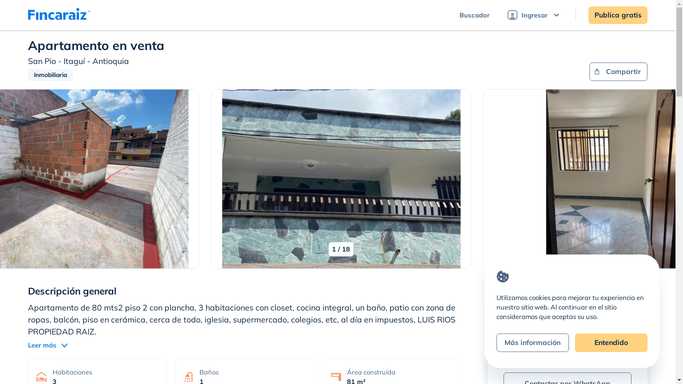 Fincaraiz
Buscador
Ingresar
Publica gratis
Apartamento en venta
San Pio - Itaguí - Antioquia
Inmobiliaria
Compartir
1 / 18
Descripción general
Apartamento de 80 mts2 piso 2 con plancha, 3 habitaciones con closet, cocina integral, un baño, patio con zona de
ropas, balcón, piso en cerámica, cerca de todo, iglesia, supermercado, colegios, etc, al día en impuestos, LUIS RIOS
PROPIEDAD RAIZ.
Leer más
Habitaciones
3
Baños
1
Área construida
81 m²
Utilizamos cookies para mejorar tu experiencia en
nuestro sitio web. Al continuar en el sitio
consideramos que aceptas su uso.
Más información
Entendido
Contactar por WhatsApp